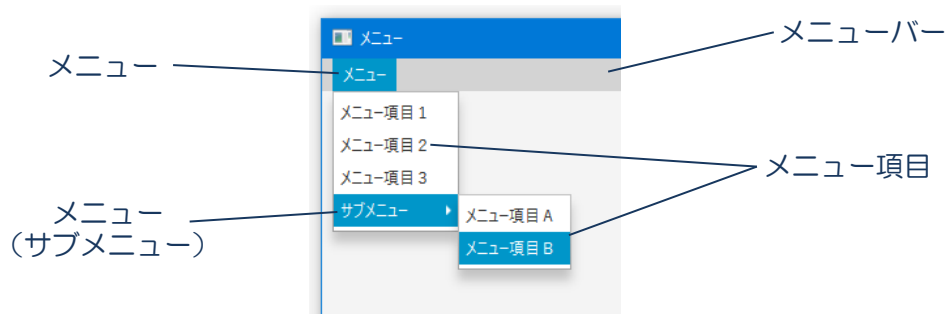 メニュー
メニューバー
メニュー
メニュー
メニュー項目 1
メニュー項目 2
メニュー項目 3
メニュー項目
サブメニュー
メニュー項目 A
メニュー
（サブメニュー）
メニュー項目 B